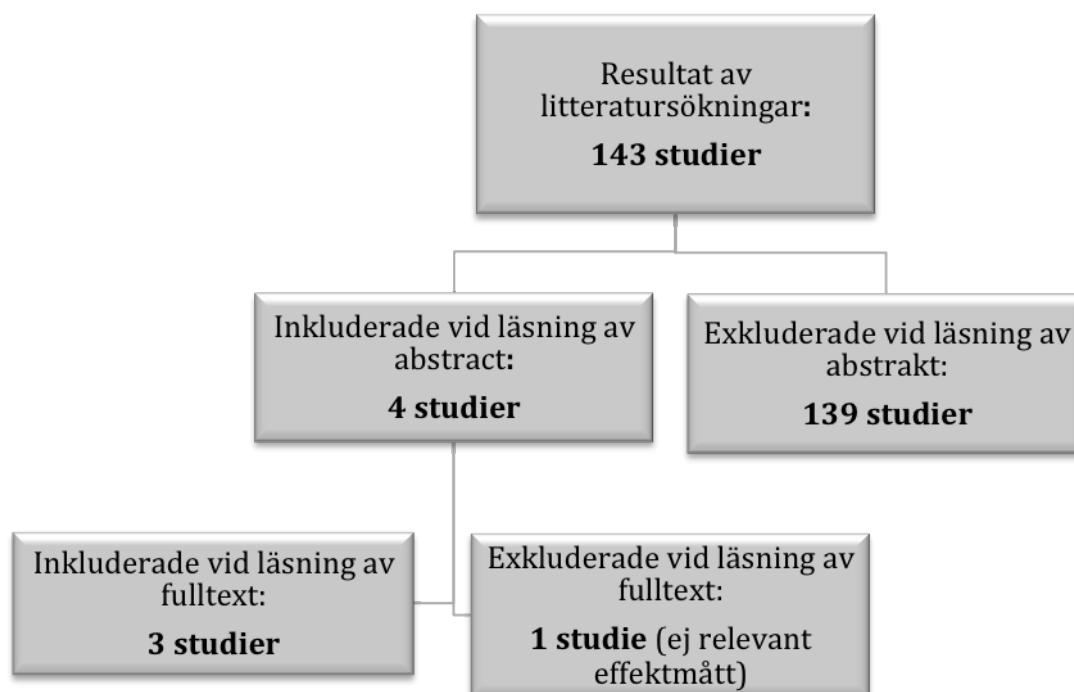 Resultat av
litteratursökningar:
143 studier
Inkluderade vid läsning av
abstract:
4 studier
Exkluderade vid läsning av
abstrakt:
139 studier
Inkluderade vid läsning av
fulltext:
3 studier
Exkluderade vid läsning av
fulltext:
1 studie (ej relevant
effektmått)